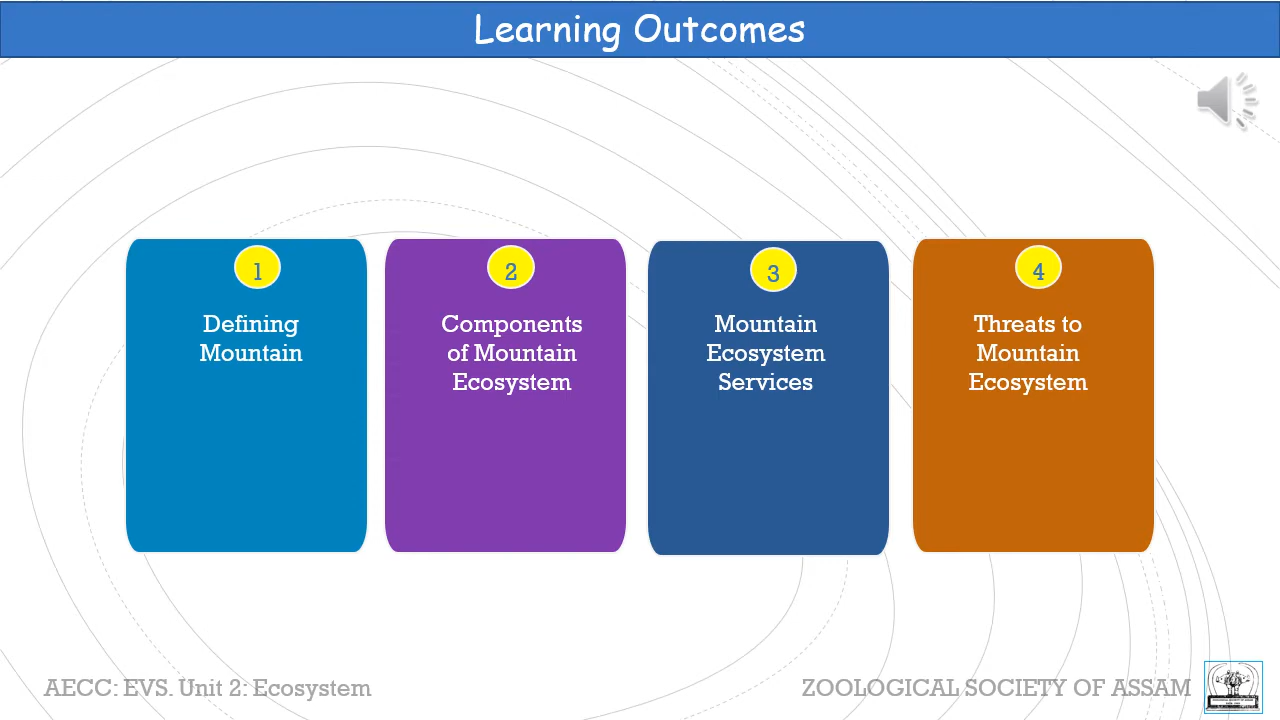 Learning Outcomes
1
Defining
Mountain
2
Components
of Mountain
Ecosystem
3
Mountain
Ecosystem
Services
4
Threats to
Mountain
Ecosystem
AECC: EVS. Unit 2: Ecosystem
ZOOLOGICAL SOCIETY OF ASSAM